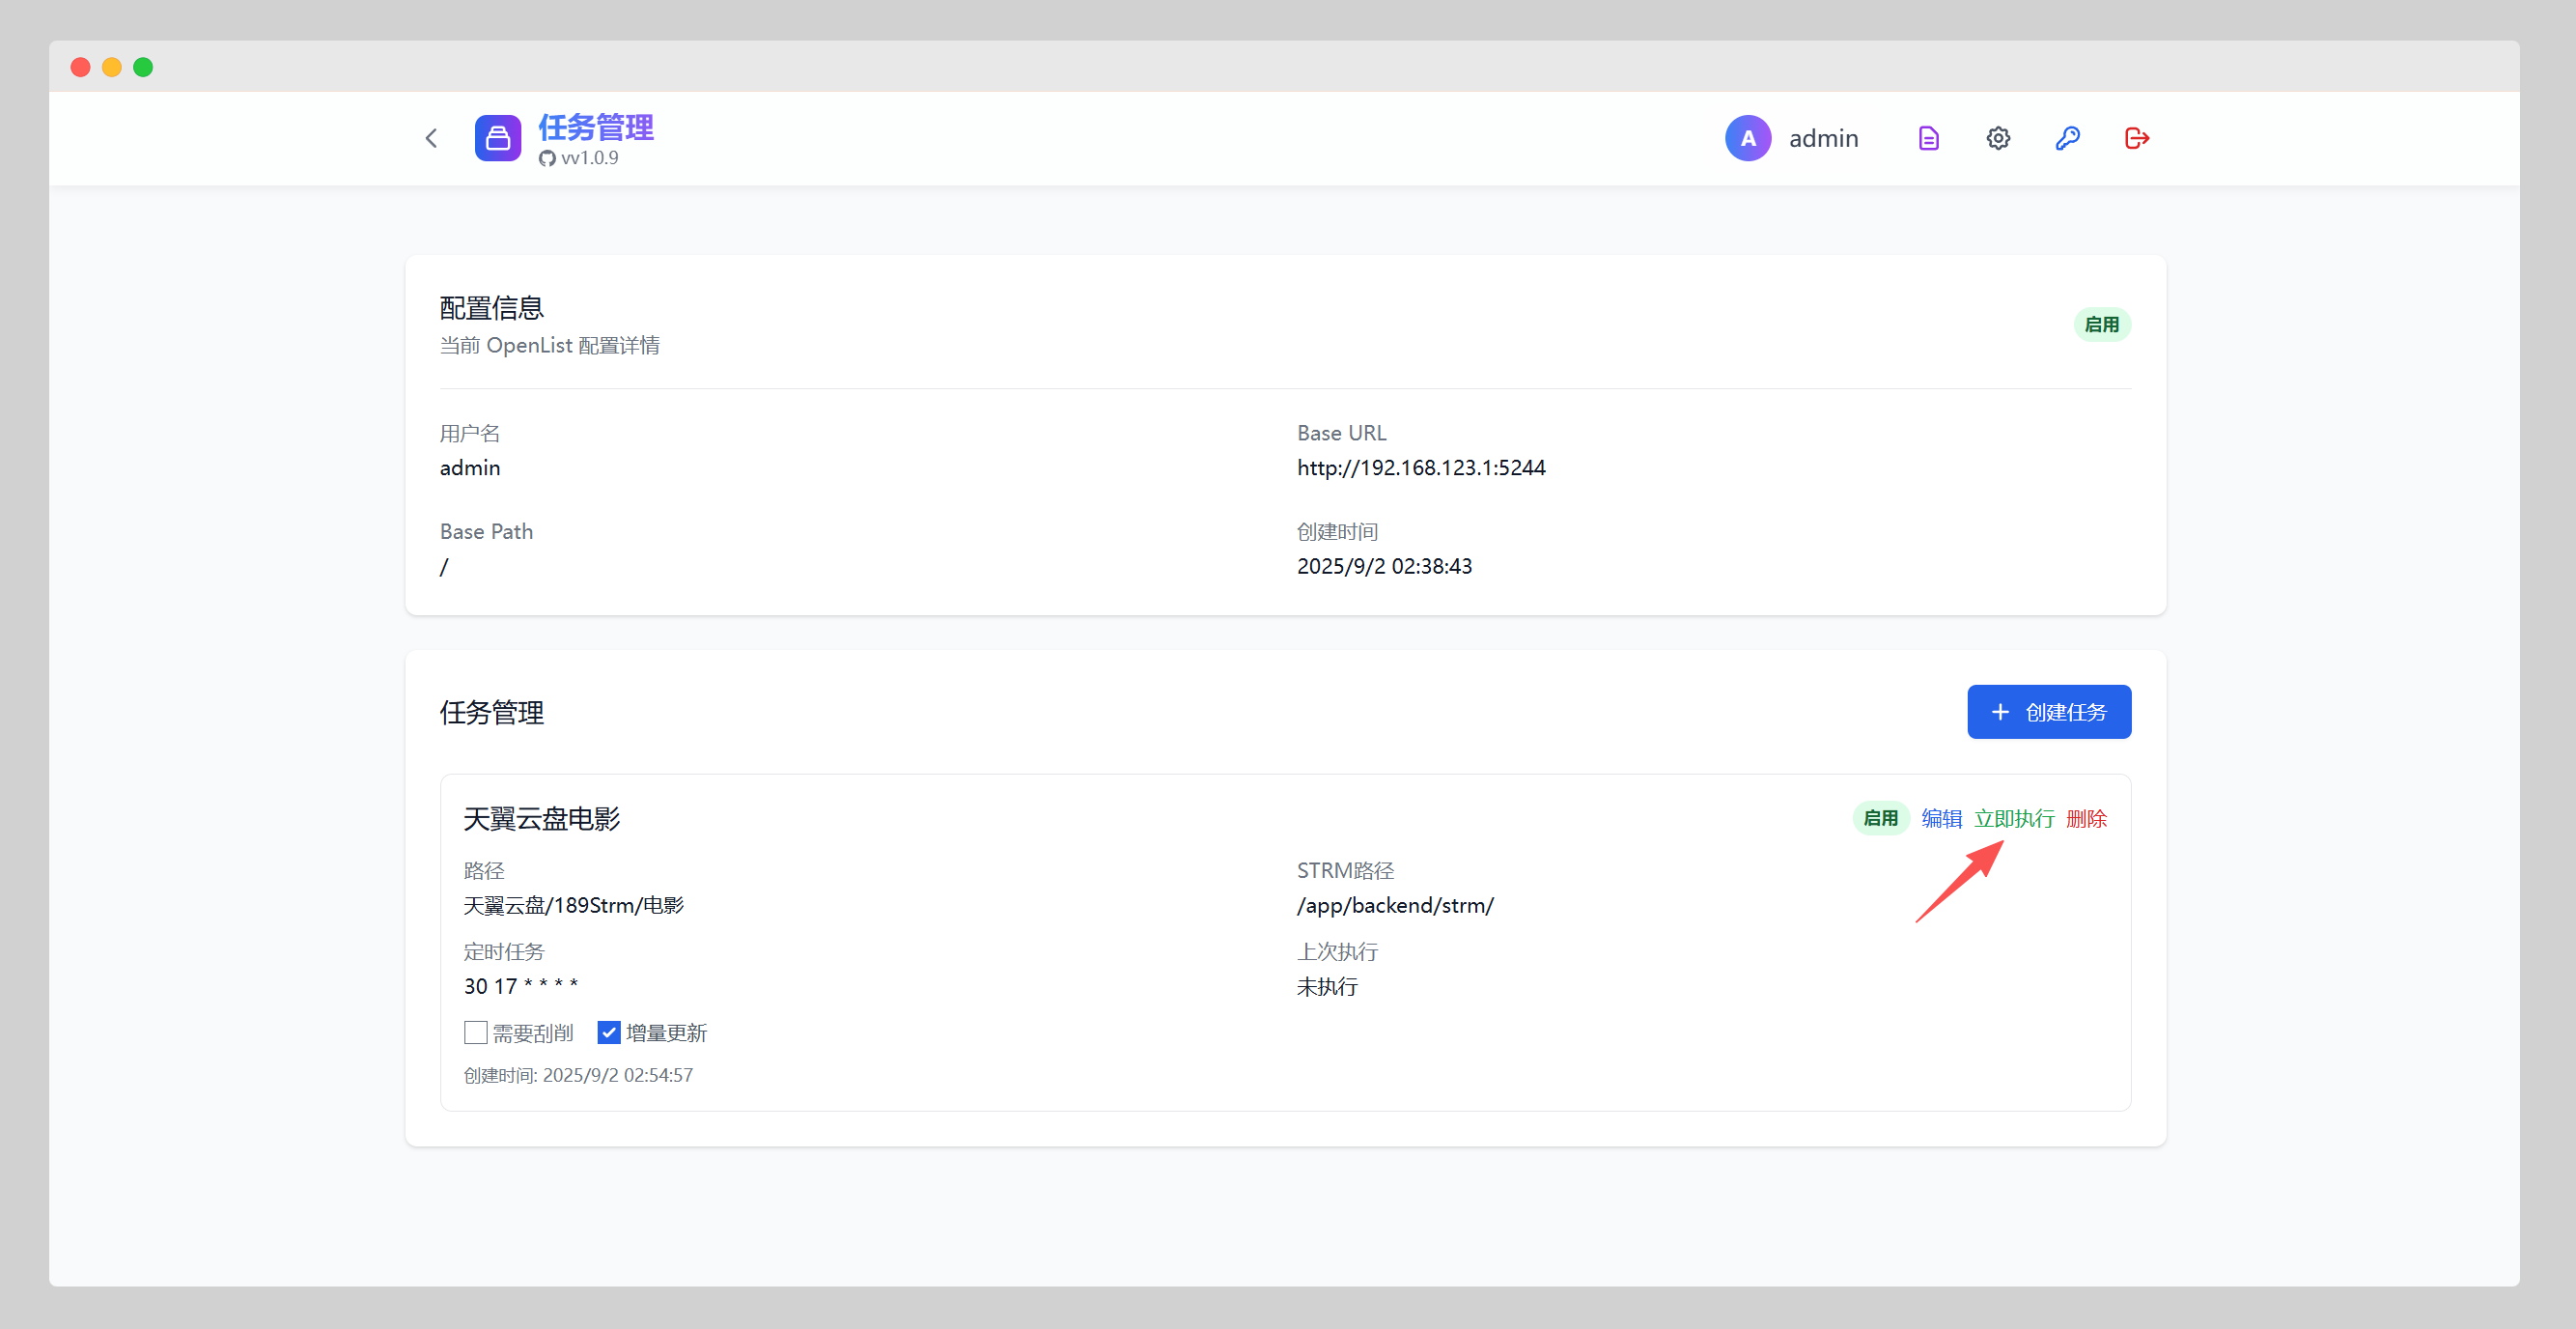 任务管理
vv1.0.9
A admin
配置信息
当前 OpenList 配置详情
启用
用户名
admin
Base URL
http://192.168.123.1:5244
Base Path
/
创建时间
2025/9/2 02:38:43
任务管理
+ 创建任务
天翼云盘电影
启用 编辑 立即执行 删除
路径
天翼云盘/189Strm/电影
STRM路径
/app/backend/strm/
定时任务
30 17 * * * *
上次执行
未执行
需要刮削 增量更新
创建时间: 2025/9/2 02:54:57